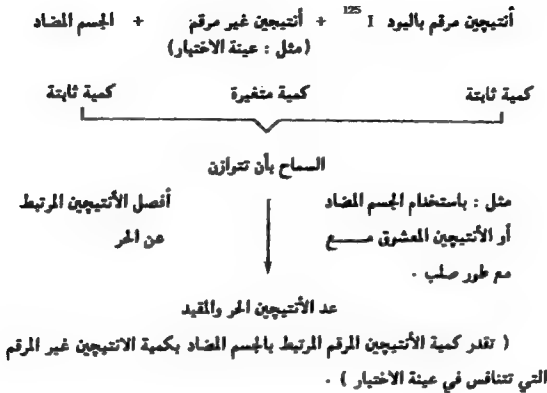 أنتيجين مرقم باليود ¹²⁵ I + أنتيجين غير مرقم + الجسم المضاد
(مثل : عينة الاختبار)
كمية ثابتة كمية متغيرة كمية ثابتة
السماح بأن تتوازن
مثل : باستخدام الجسم المضاد أفصل الأنتيجين المرتبط
أو الأنتيجين المعشوق مع عن الحر
مع طور صلب .
عد الأنتيجين الحر والمقيد
( تقدر كمية الأنتيجين المرقم المرتبط بالجسم المضاد بكمية الانتيجين غير المرقم
التي تتنافس في عينة الاختبار ) .